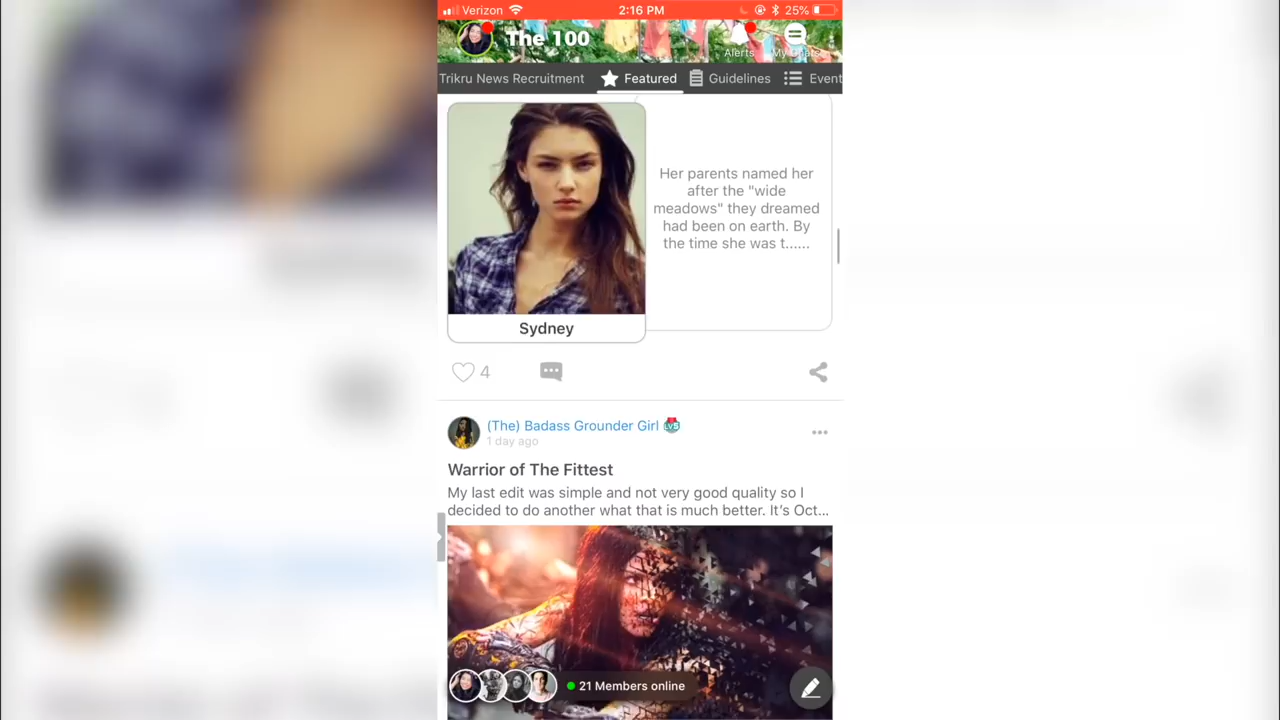 Verizon 2:16 PM 25%
The 100
Alerts
Trikru News Recruitment Featured Guidelines Event
Her parents named her
after the "wide
meadows" they dreamed
had been on earth. By
the time she was t......
Sydney
4
(The) Badass Grounder Girl Lv5
1 day ago
Warrior of The Fittest
My last edit was simple and not very good quality so I
decided to do another what that is much better. It’s Oct...
21 Members online